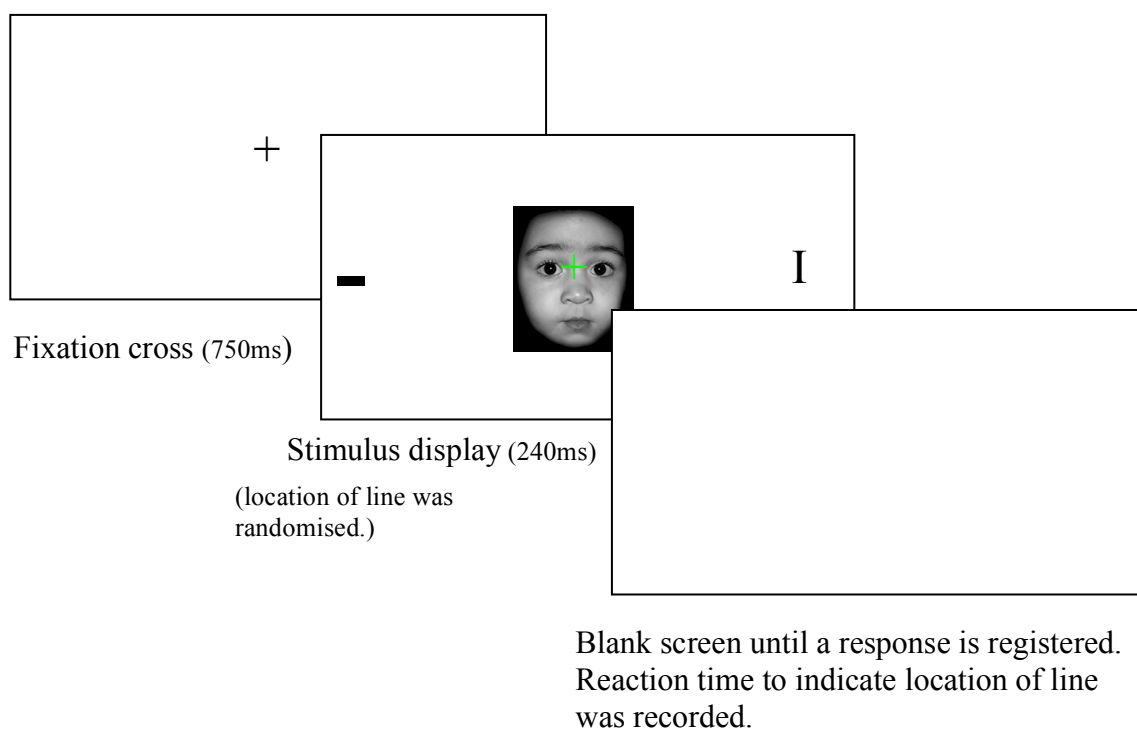 Fixation cross (750ms)
I
Stimulus display (240ms)
(location of line was
randomised.)
Blank screen until a response is registered.
Reaction time to indicate location of line
was recorded.